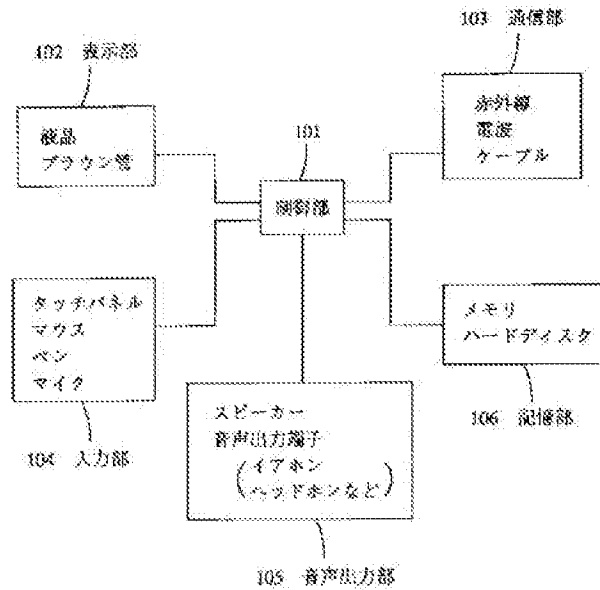 102 表示部
液晶
ブラウン管
103 通信部
赤外線
電波
ケーブル
101
制御部
タッチパネル
マウス
ペン
マイク
104 入力部
スピーカー
音声出力端子
(イアホン
ヘッドホンなど)
105 音声出力部
メモリ
ハードディスク
106 記憶部